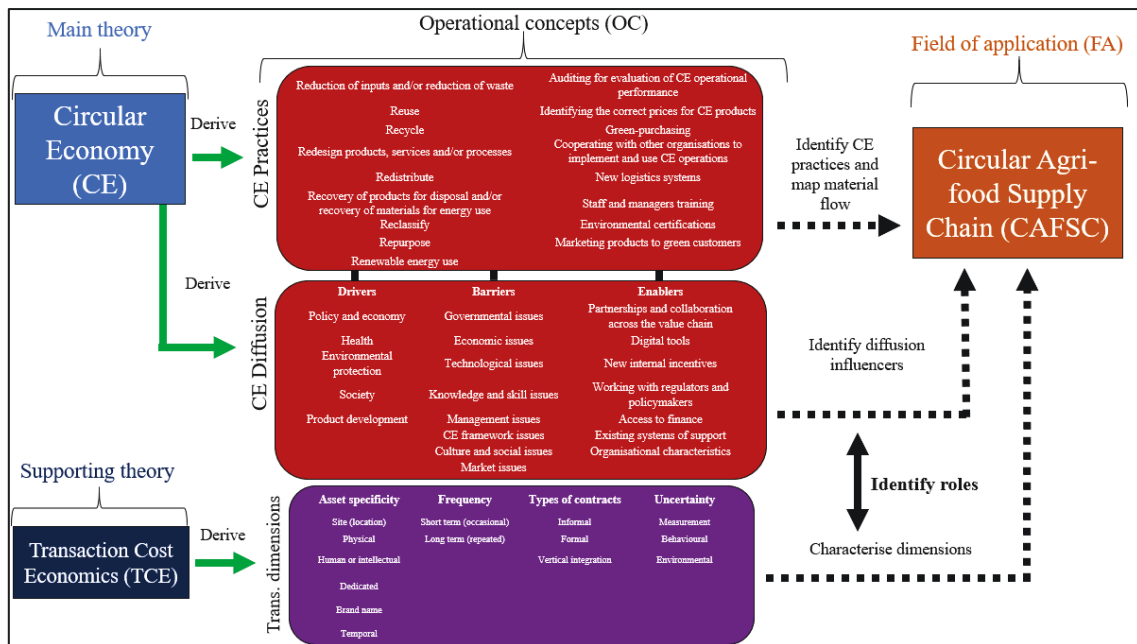 Main theory
Operational concepts (OC)
Field of application (FA)
Circular
Economy
(CE)
Derive
CE Practices
Reduction of inputs and/or reduction of waste
Reuse
Recycle
Redesign products, services and/or processes
Redistribute
Recovery of products for disposal and/or
recovery of materials for energy use
Reclassify
Repurpose
Renewable energy use
Auditing for evaluation of CE operational
performance
Identifying the correct prices for CE products
Green-purchasing
Cooperating with other organisations to
implement and use CE operations
New logistics systems
Staff and managers training
Environmental certifications
Marketing products to green customers
Identify CE
practices and
map material
flow
Circular Agri-
food Supply
Chain (CAFSC)
Derive
CE Diffusion
Drivers
Policy and economy
Health
Environmental
protection
Society
Product development
Barriers
Governmental issues
Economic issues
Technological issues
Knowledge and skill issues
Management issues
CE framework issues
Culture and social issues
Market issues
Enablers
Partnerships and collaboration
across the value chain
Digital tools
New internal incentives
Working with regulators and
policymakers
Access to finance
Existing systems of support
Organisational characteristics
Identify diffusion
influencers
Identify roles
Characterise dimensions
Supporting theory
Transaction Cost
Economics (TCE)
Derive
Trans. dimensions
Asset specificity
Site (location)
Physical
Human or intellectual
Dedicated
Brand name
Temporal
Frequency
Short term (occasional)
Long term (repeated)
Types of contracts
Informal
Formal
Vertical integration
Uncertainty
Measurement
Behavioural
Environmental